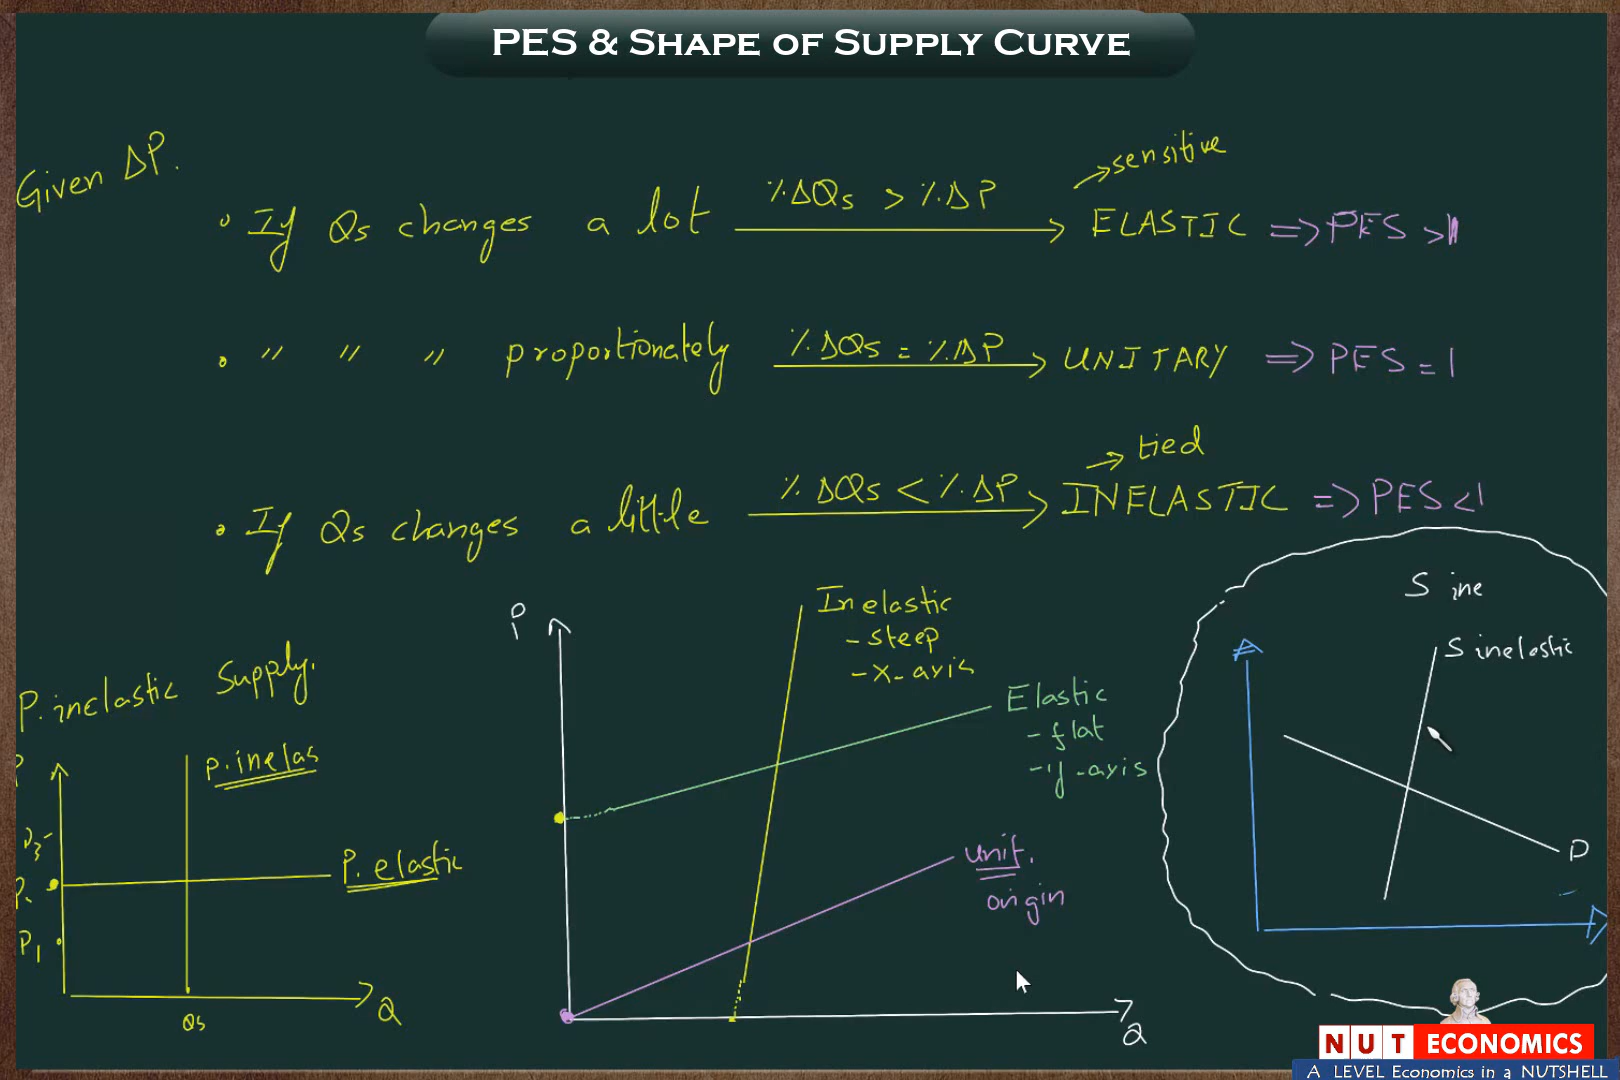 PES & SHAPE OF SUPPLY CURVE
Given ΔP.
If Qs changes a lot %ΔQs > %ΔP → ELASTIC ⇒ PES >1
→ sensitive
" " " proportionately %ΔQs = %ΔP → UNITARY ⇒ PES = 1
→ tied
If Qs changes a little %ΔQs < %ΔP → INELASTIC ⇒ PES <1
P. inelastic Supply.
P
p. inelas
P. elastic
P3
P1
Qs
Q
P
Inelastic
- steep
- x-axis
Elastic
- flat
- y-axis
Unit.
origin
Q
S ine
S inelastic
D
NUT ECONOMICS
A LEVEL Economics in a NUTSHELL